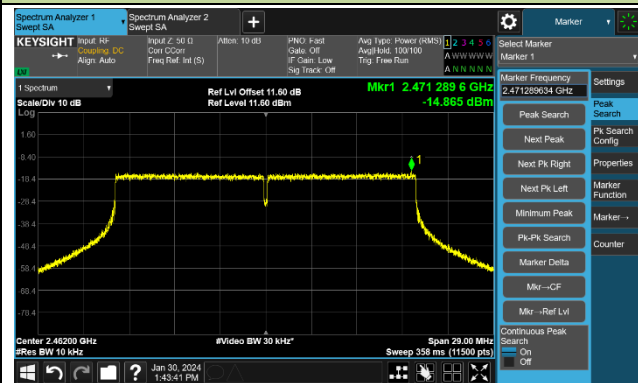 Spectrum Analyzer 1
Swept SA
Spectrum Analyzer 2
Swept SA
+
Marker
KEYSIGHT
Input: RF
Coupling: DC
Align: Auto
Input Z: 50 Ω
Corr CCorr
Freq Ref: Int (S)
Atten: 10 dB
PNO: Fast
Gate: Off
IF Gain: Low
Sig Track: Off
Avg Type: Power (RMS)
Avg|Hold: 100/100
Trig: Free Run
1 2 3 4 5 6
A W W W W W
A N N N N N
Select Marker
Marker 1
1 Spectrum
Scale/Div 10 dB
Log
Ref Lvl Offset 11.60 dB
Ref Level 11.60 dBm
Mkr1 2.471 289 6 GHz
-14.865 dBm
1.60
-8.40
-18.4
-28.4
-38.4
-48.4
-58.4
-68.4
-78.4
1
Center 2.46200 GHz
#Res BW 10 kHz
#Video BW 30 kHz*
Span 29.00 MHz
Sweep 358 ms (11500 pts)
Marker Frequency
2.471289634 GHz
Peak Search
Next Peak
Next Pk Right
Next Pk Left
Minimum Peak
Pk-Pk Search
Marker Delta
Mkr→CF
Mkr→Ref Lvl
Continuous Peak
Search
On
Off
Settings
Peak
Search
Pk Search
Config
Properties
Marker
Function
Marker→
Counter
?
Jan 30, 2024
1:43:41 PM